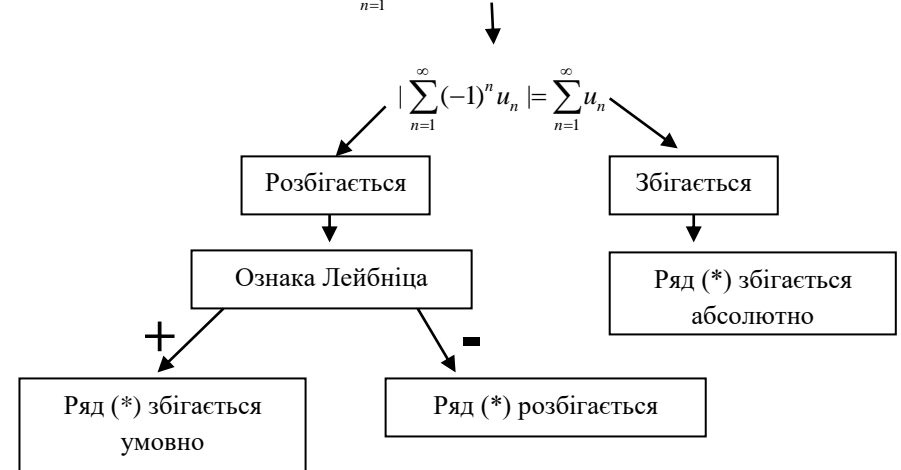 n=1
| ∑_{n=1}^{∞} (−1)^n u_n |= ∑_{n=1}^{∞} u_n
Розбігається
Збігається
Ознака Лейбніца
Ряд (*) збігається
абсолютно
+
-
Ряд (*) збігається
умовно
Ряд (*) розбігається